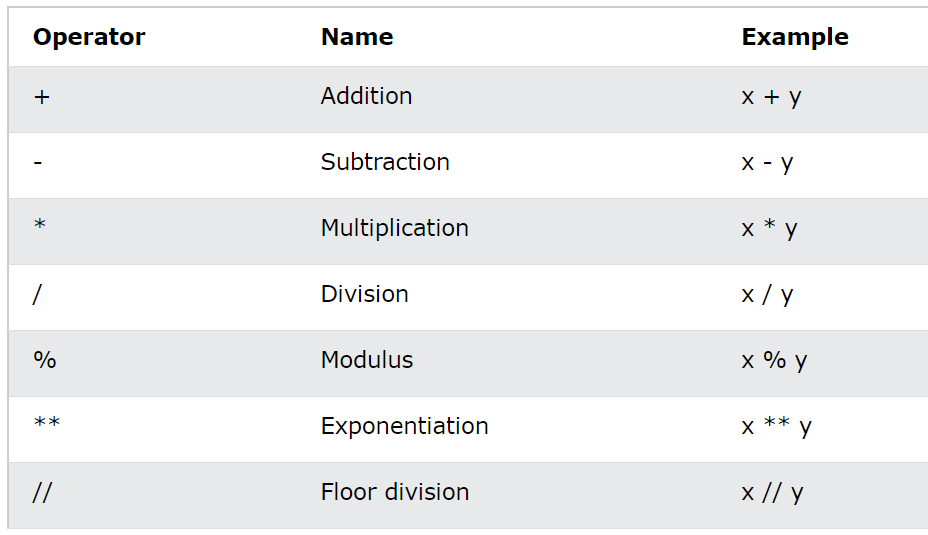 Operator Name Example
+ Addition x + y
- Subtraction x - y
* Multiplication x * y
/ Division x / y
% Modulus x % y
** Exponentiation x ** y
// Floor division x // y